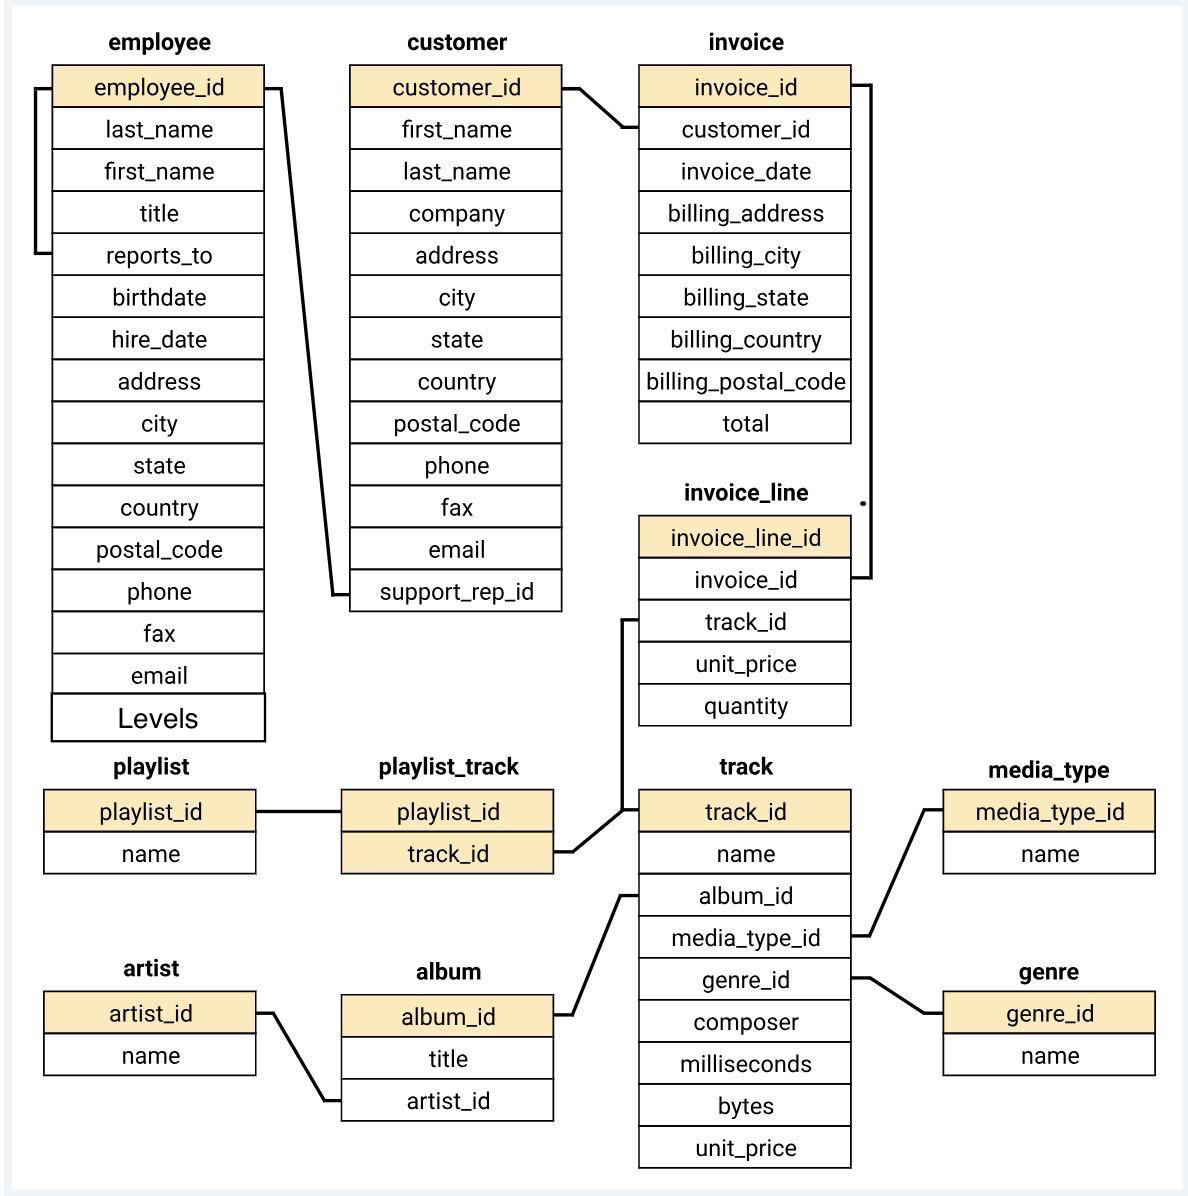 employee
employee_id
last_name
first_name
title
reports_to
birthdate
hire_date
address
city
state
country
postal_code
phone
fax
email
Levels
customer
customer_id
first_name
last_name
company
address
city
state
country
postal_code
phone
fax
email
support_rep_id
invoice
invoice_id
customer_id
invoice_date
billing_address
billing_city
billing_state
billing_country
billing_postal_code
total
invoice_line
invoice_line_id
invoice_id
track_id
unit_price
quantity
playlist
playlist_id
name
playlist_track
playlist_id
track_id
track
track_id
name
album_id
media_type_id
genre_id
composer
milliseconds
bytes
unit_price
media_type
media_type_id
name
artist
artist_id
name
album
album_id
title
artist_id
genre
genre_id
name